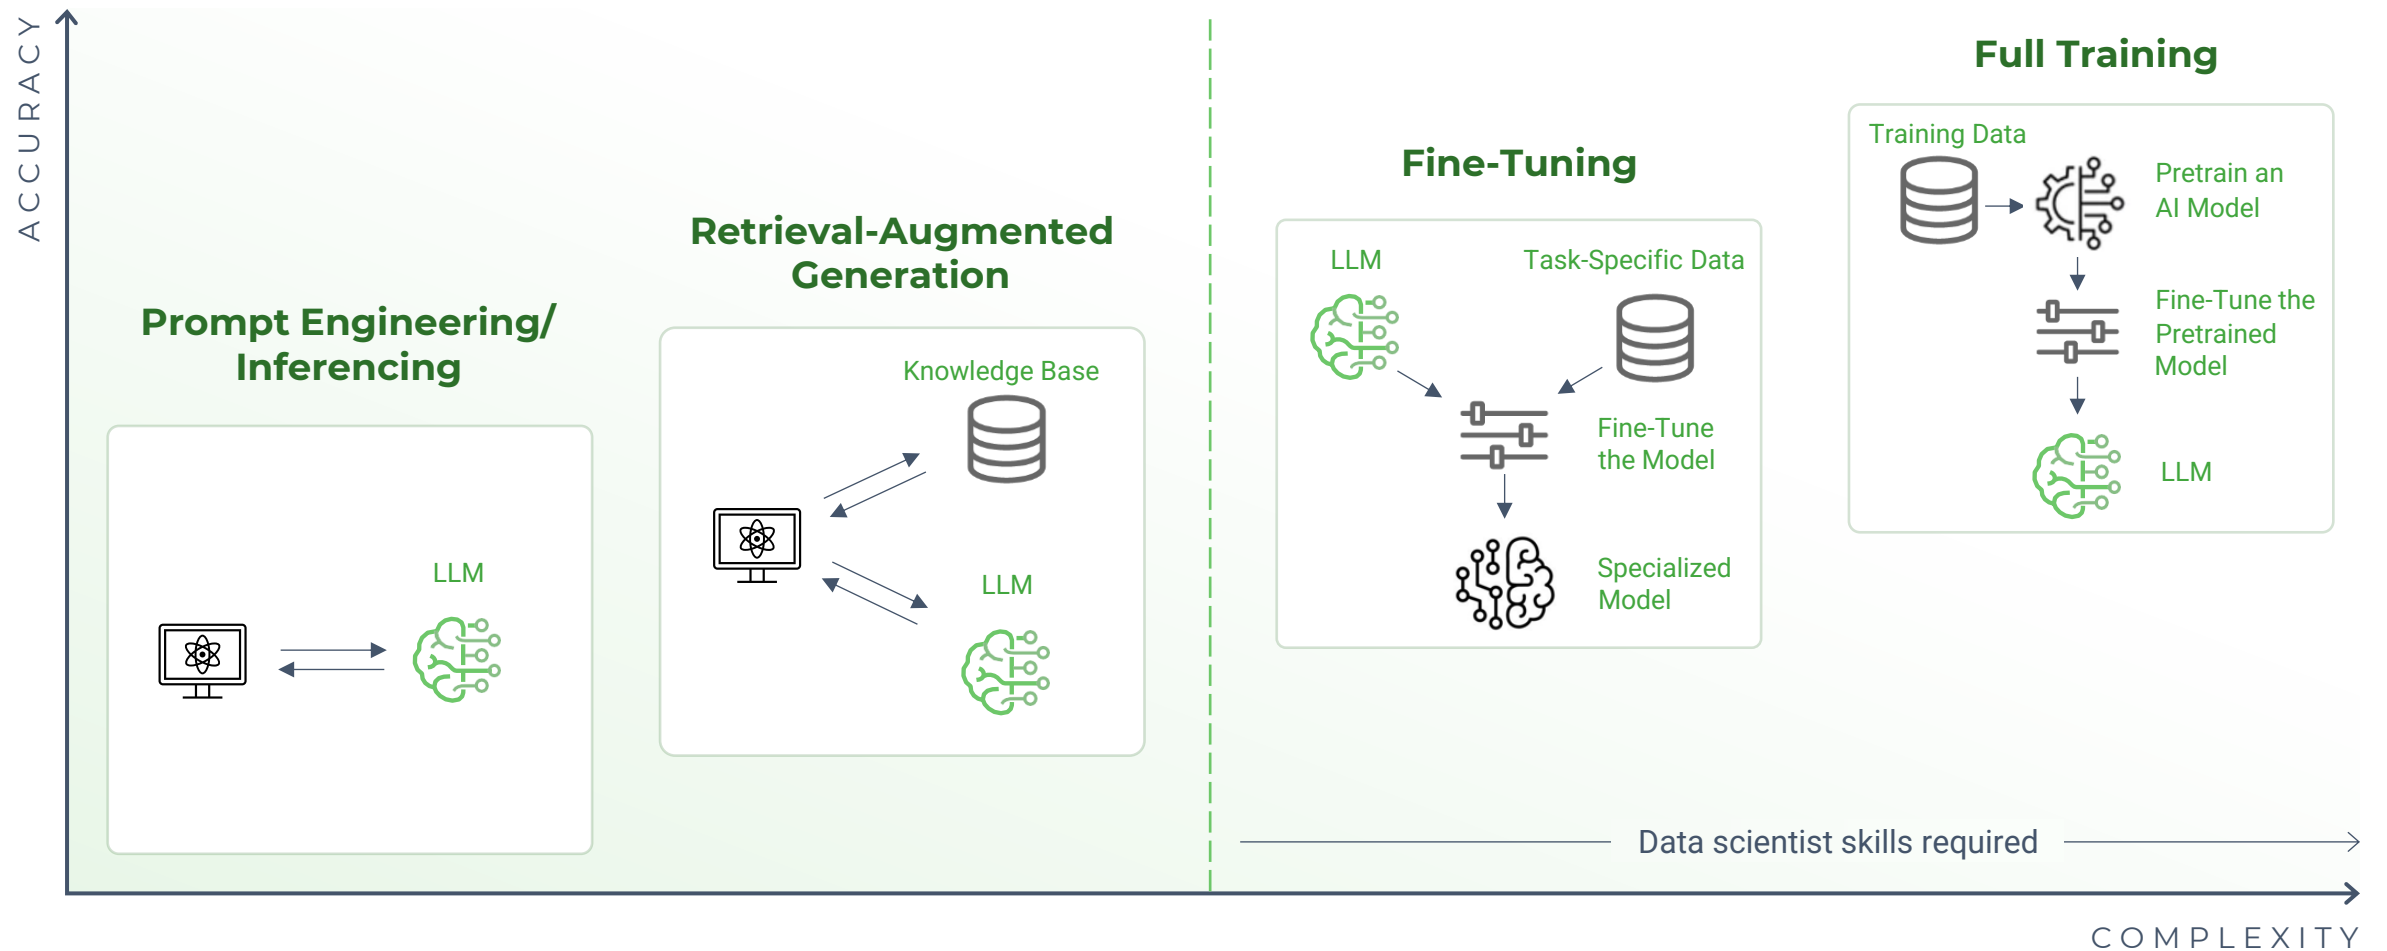 ACCURACY
Prompt Engineering/
Inferencing
LLM
Retrieval-Augmented
Generation
Knowledge Base
LLM
Fine-Tuning
LLM
Task-Specific Data
Fine-Tune
the Model
Specialized
Model
Full Training
Training Data
Pretrain an
AI Model
Fine-Tune the
Pretrained
Model
LLM
Data scientist skills required
COMPLEXITY